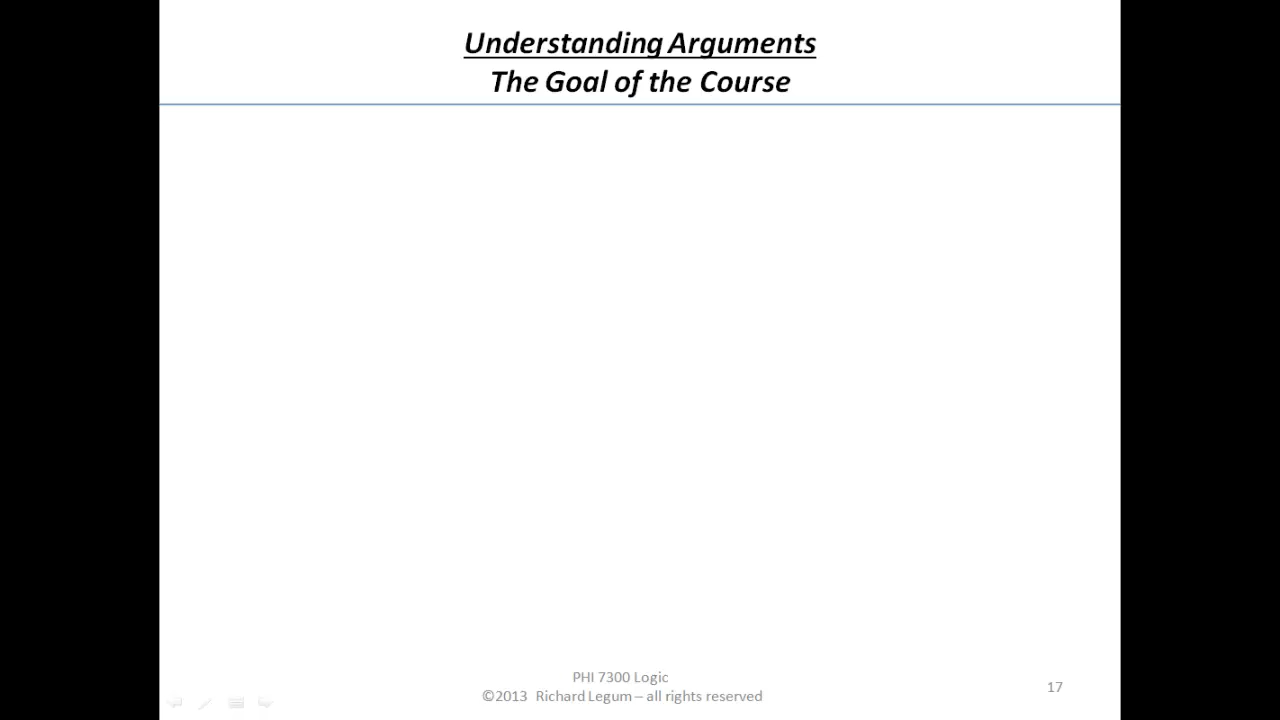 Understanding Arguments
The Goal of the Course
PHI 7300 Logic
©2013 Richard Legum – all rights reserved
17